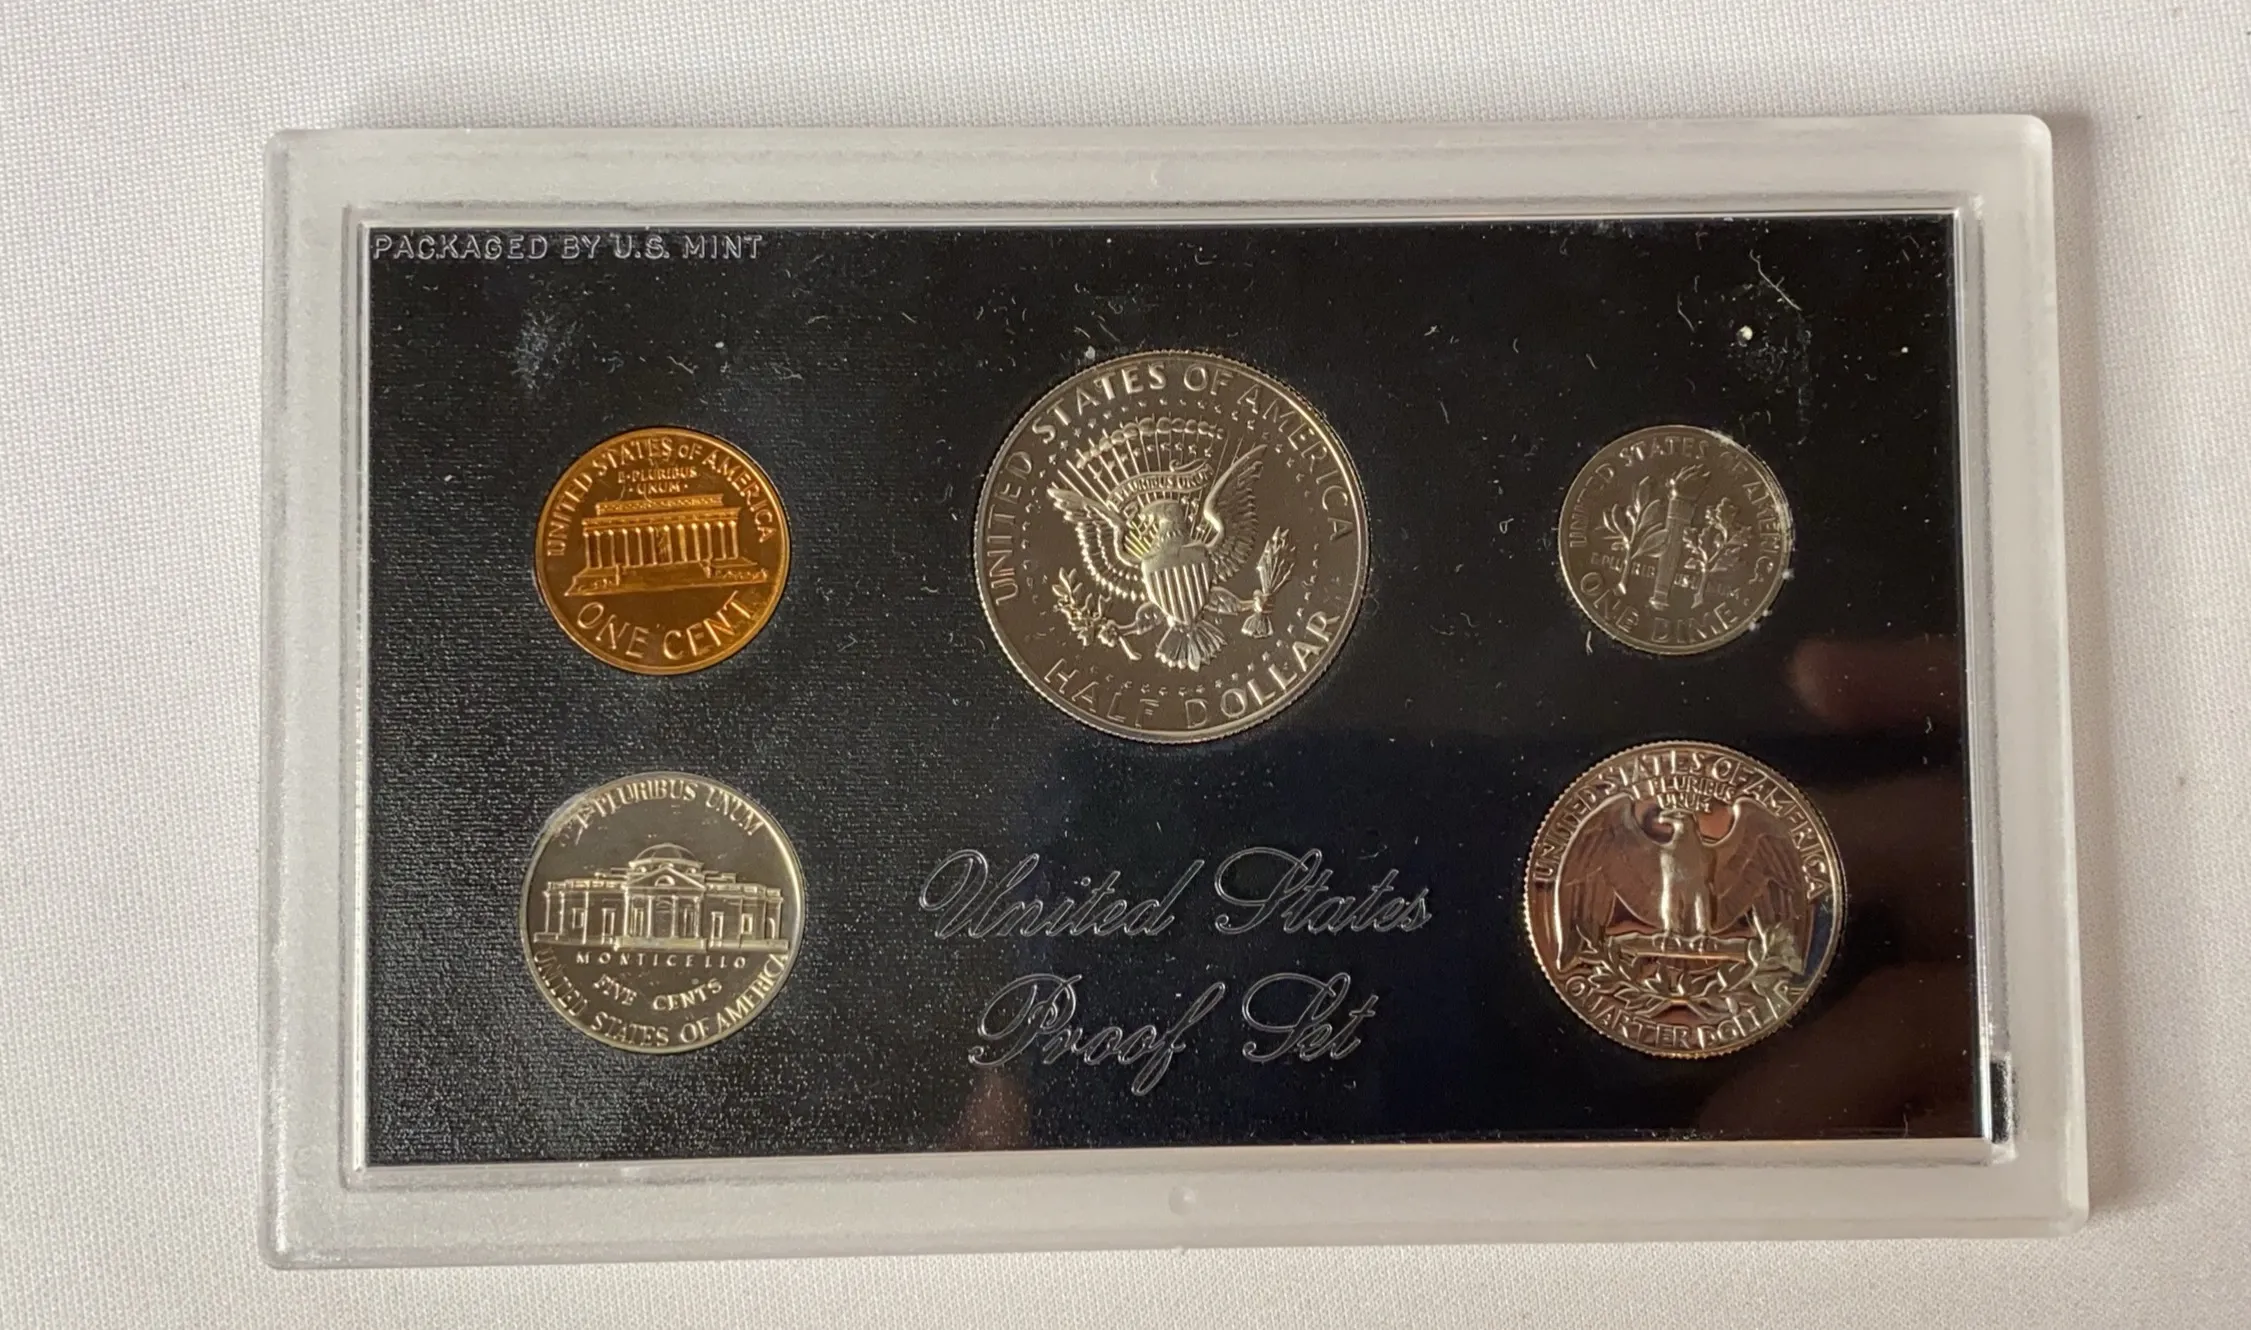 PACKAGED BY U.S. MINT
UNITED STATES OF AMERICA
E·PLURIBUS
·UNUM·
ONE CENT
UNITED STATES OF AMERICA
E PLURIBUS UNUM
HALF DOLLAR
UNITED STATES OF AMERICA
ONE DIME
E PLURIBUS UNUM
MONTICELLO
FIVE CENTS
UNITED STATES OF AMERICA
UNITED STATES OF AMERICA
E PLURIBUS
UNUM
QUARTER DOLLAR
United States
Proof Set